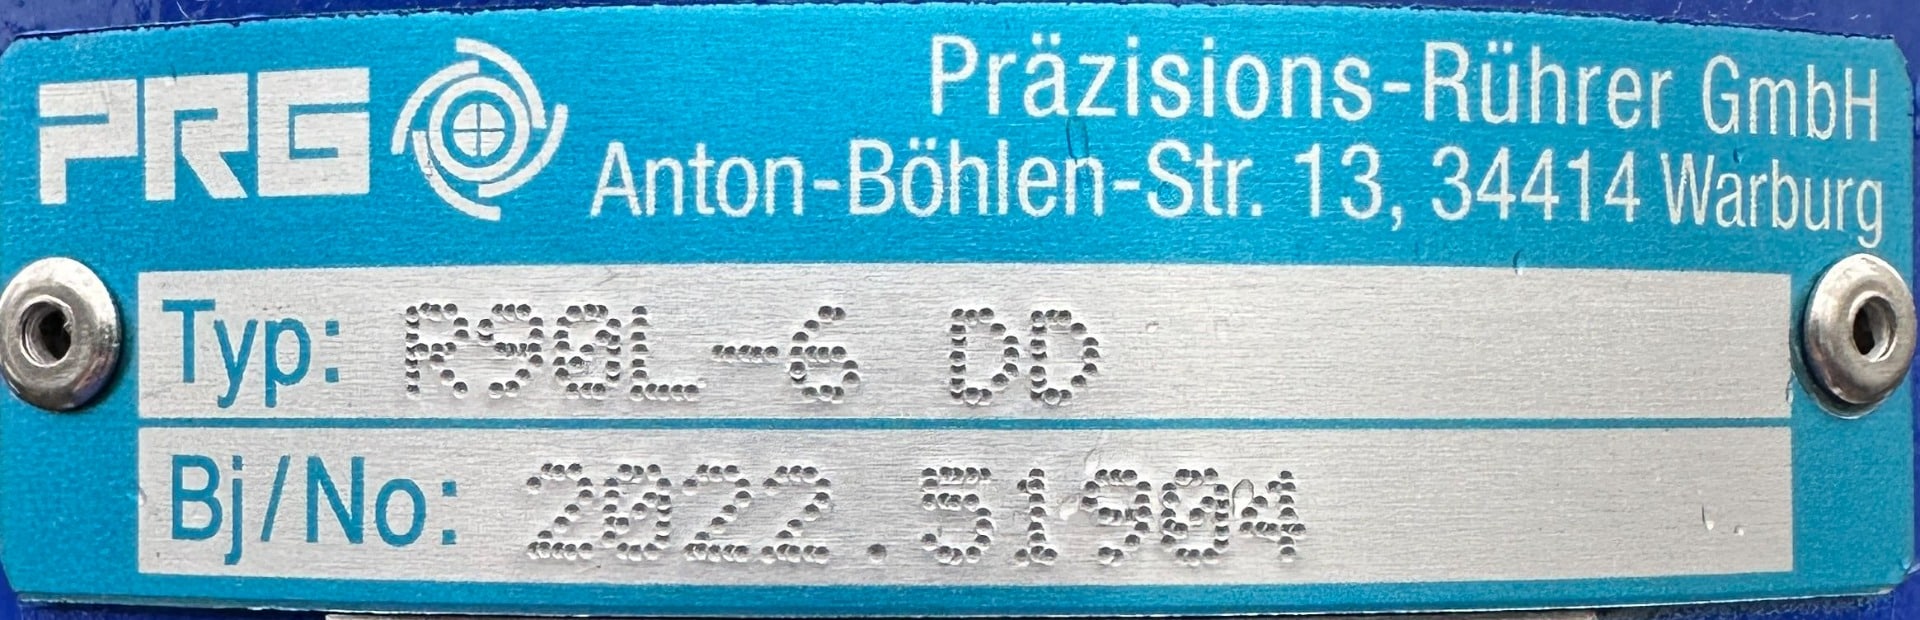 PRG
Präzisions-Rührer GmbH
Anton-Böhlen-Str. 13, 34414 Warburg
Typ: R90L-6 DD
Bj/No: 2022.51904